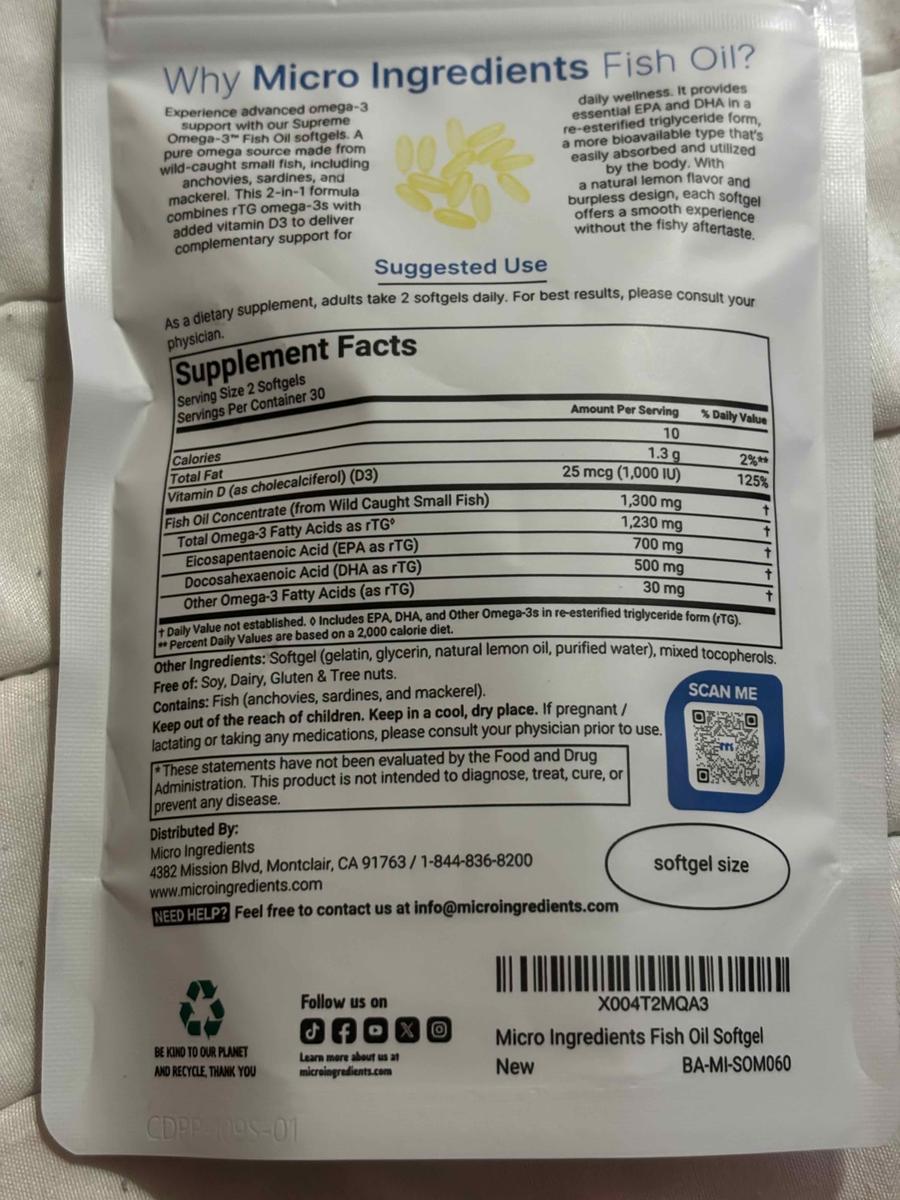 Why Micro Ingredients Fish Oil?
Experience advanced omega-3
support with our Supreme
Omega-3™ Fish Oil softgels. A
pure omega source made from
wild-caught small fish, including
anchovies, sardines, and
mackerel. This 2-in-1 formula
combines rTG omega-3s with
added vitamin D3 to deliver
complementary support for
daily wellness. It provides
essential EPA and DHA in a
re-esterified triglyceride form,
a more bioavailable type that's
easily absorbed and utilized
by the body. With
a natural lemon flavor and
burpless design, each softgel
offers a smooth experience
without the fishy aftertaste.
Suggested Use
As a dietary supplement, adults take 2 softgels daily. For best results, please consult your
physician.
Supplement Facts
Serving Size 2 Softgels
Servings Per Container 30
Amount Per Serving % Daily Value
Calories 10
Total Fat 1.3 g 2%**
Vitamin D (as cholecalciferol) (D3) 25 mcg (1,000 IU) 125%
Fish Oil Concentrate (from Wild Caught Small Fish) 1,300 mg †
Total Omega-3 Fatty Acids as rTG◊ 1,230 mg †
Eicosapentaenoic Acid (EPA as rTG) 700 mg †
Docosahexaenoic Acid (DHA as rTG) 500 mg †
Other Omega-3 Fatty Acids (as rTG) 30 mg †
† Daily Value not established. ◊ Includes EPA, DHA, and Other Omega-3s in re-esterified triglyceride form (rTG).
** Percent Daily Values are based on a 2,000 calorie diet.
Other Ingredients: Softgel (gelatin, glycerin, natural lemon oil, purified water), mixed tocopherols.
Free of: Soy, Dairy, Gluten & Tree nuts.
Contains: Fish (anchovies, sardines, and mackerel).
Keep out of the reach of children. Keep in a cool, dry place. If pregnant /
lactating or taking any medications, please consult your physician prior to use.
SCAN ME
* These statements have not been evaluated by the Food and Drug
Administration. This product is not intended to diagnose, treat, cure, or
prevent any disease.
Distributed By:
Micro Ingredients
4382 Mission Blvd, Montclair, CA 91763 / 1-844-836-8200
www.microingredients.com
NEED HELP? Feel free to contact us at info@microingredients.com
softgel size
BE KIND TO OUR PLANET
AND RECYCLE, THANK YOU
Follow us on
Learn more about us at
microingredients.com
X004T2MQA3
Micro Ingredients Fish Oil Softgel
New BA-MI-SOM060